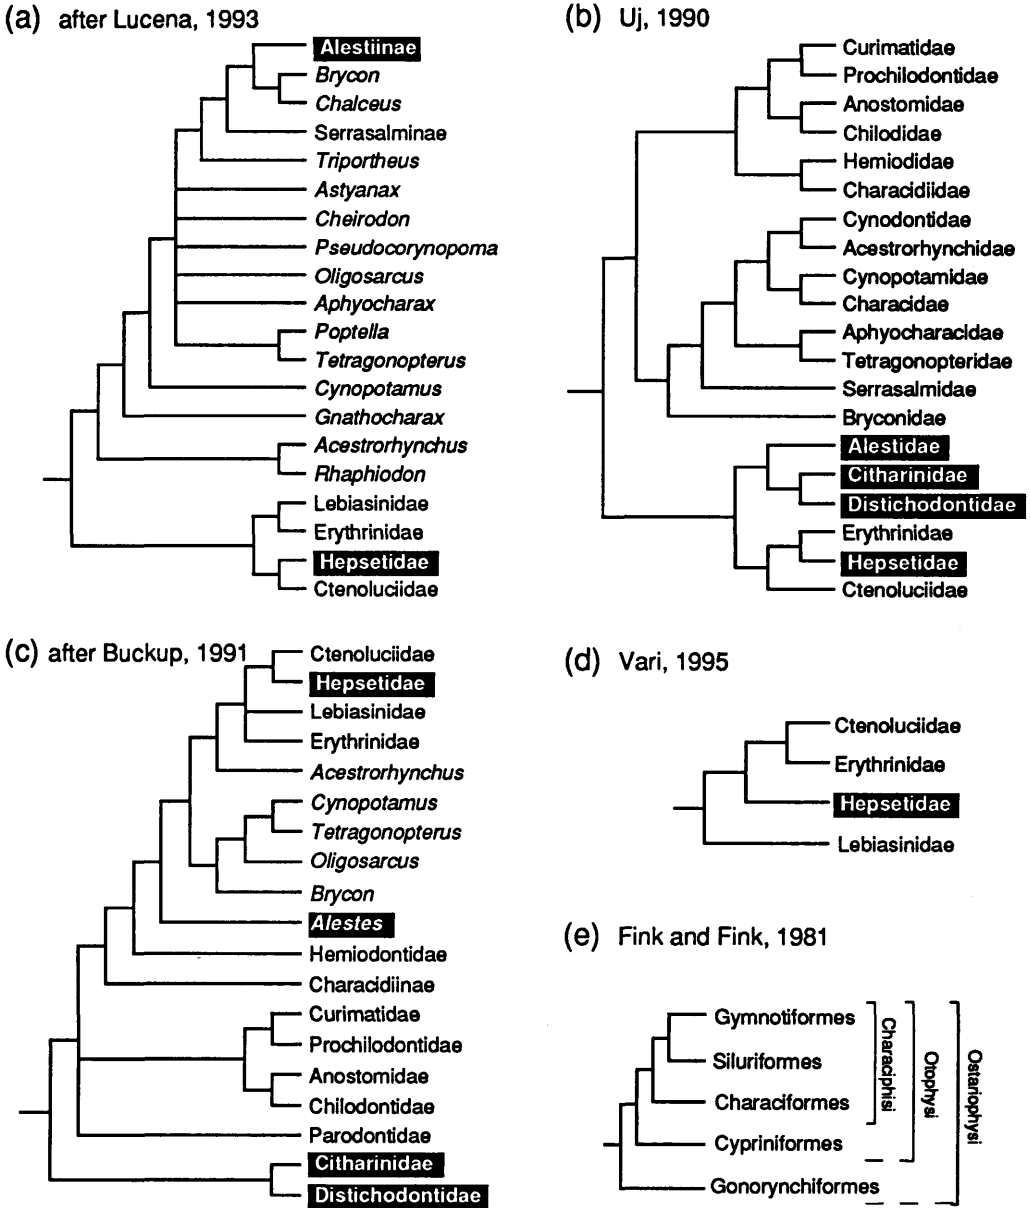 (a) after Lucena, 1993
Alestiinae
Brycon
Chalceus
Serrasalminae
Triportheus
Astyanax
Cheirodon
Pseudocorynopoma
Oligosarcus
Aphyocharax
Poptella
Tetragonopterus
Cynopotamus
Gnathocharax
Acestrorhynchus
Rhaphiodon
Lebiasinidae
Erythrinidae
Hepsetidae
Ctenoluciidae
(b) Uj, 1990
Curimatidae
Prochilodontidae
Anostomidae
Chilodidae
Hemiodidae
Characidiidae
Cynodontidae
Acestrorhynchidae
Cynopotamidae
Characidae
Aphyocharacidae
Tetragonopteridae
Serrasalmidae
Bryconidae
Alestidae
Citharinidae
Distichodontidae
Erythrinidae
Hepsetidae
Ctenoluciidae
(c) after Buckup, 1991
Ctenoluciidae
Hepsetidae
Lebiasinidae
Erythrinidae
Acestrorhynchus
Cynopotamus
Tetragonopterus
Oligosarcus
Brycon
Alestes
Hemiodontidae
Characidiinae
Curimatidae
Prochilodontidae
Anostomidae
Chilodontidae
Parodontidae
Citharinidae
Distichodontidae
(d) Vari, 1995
Ctenoluciidae
Erythrinidae
Hepsetidae
Lebiasinidae
(e) Fink and Fink, 1981
Gymnotiformes
Siluriformes
Characiformes
Cypriniformes
Gonorynchiformes
Characiphisi
Otophysi
Ostariophysi